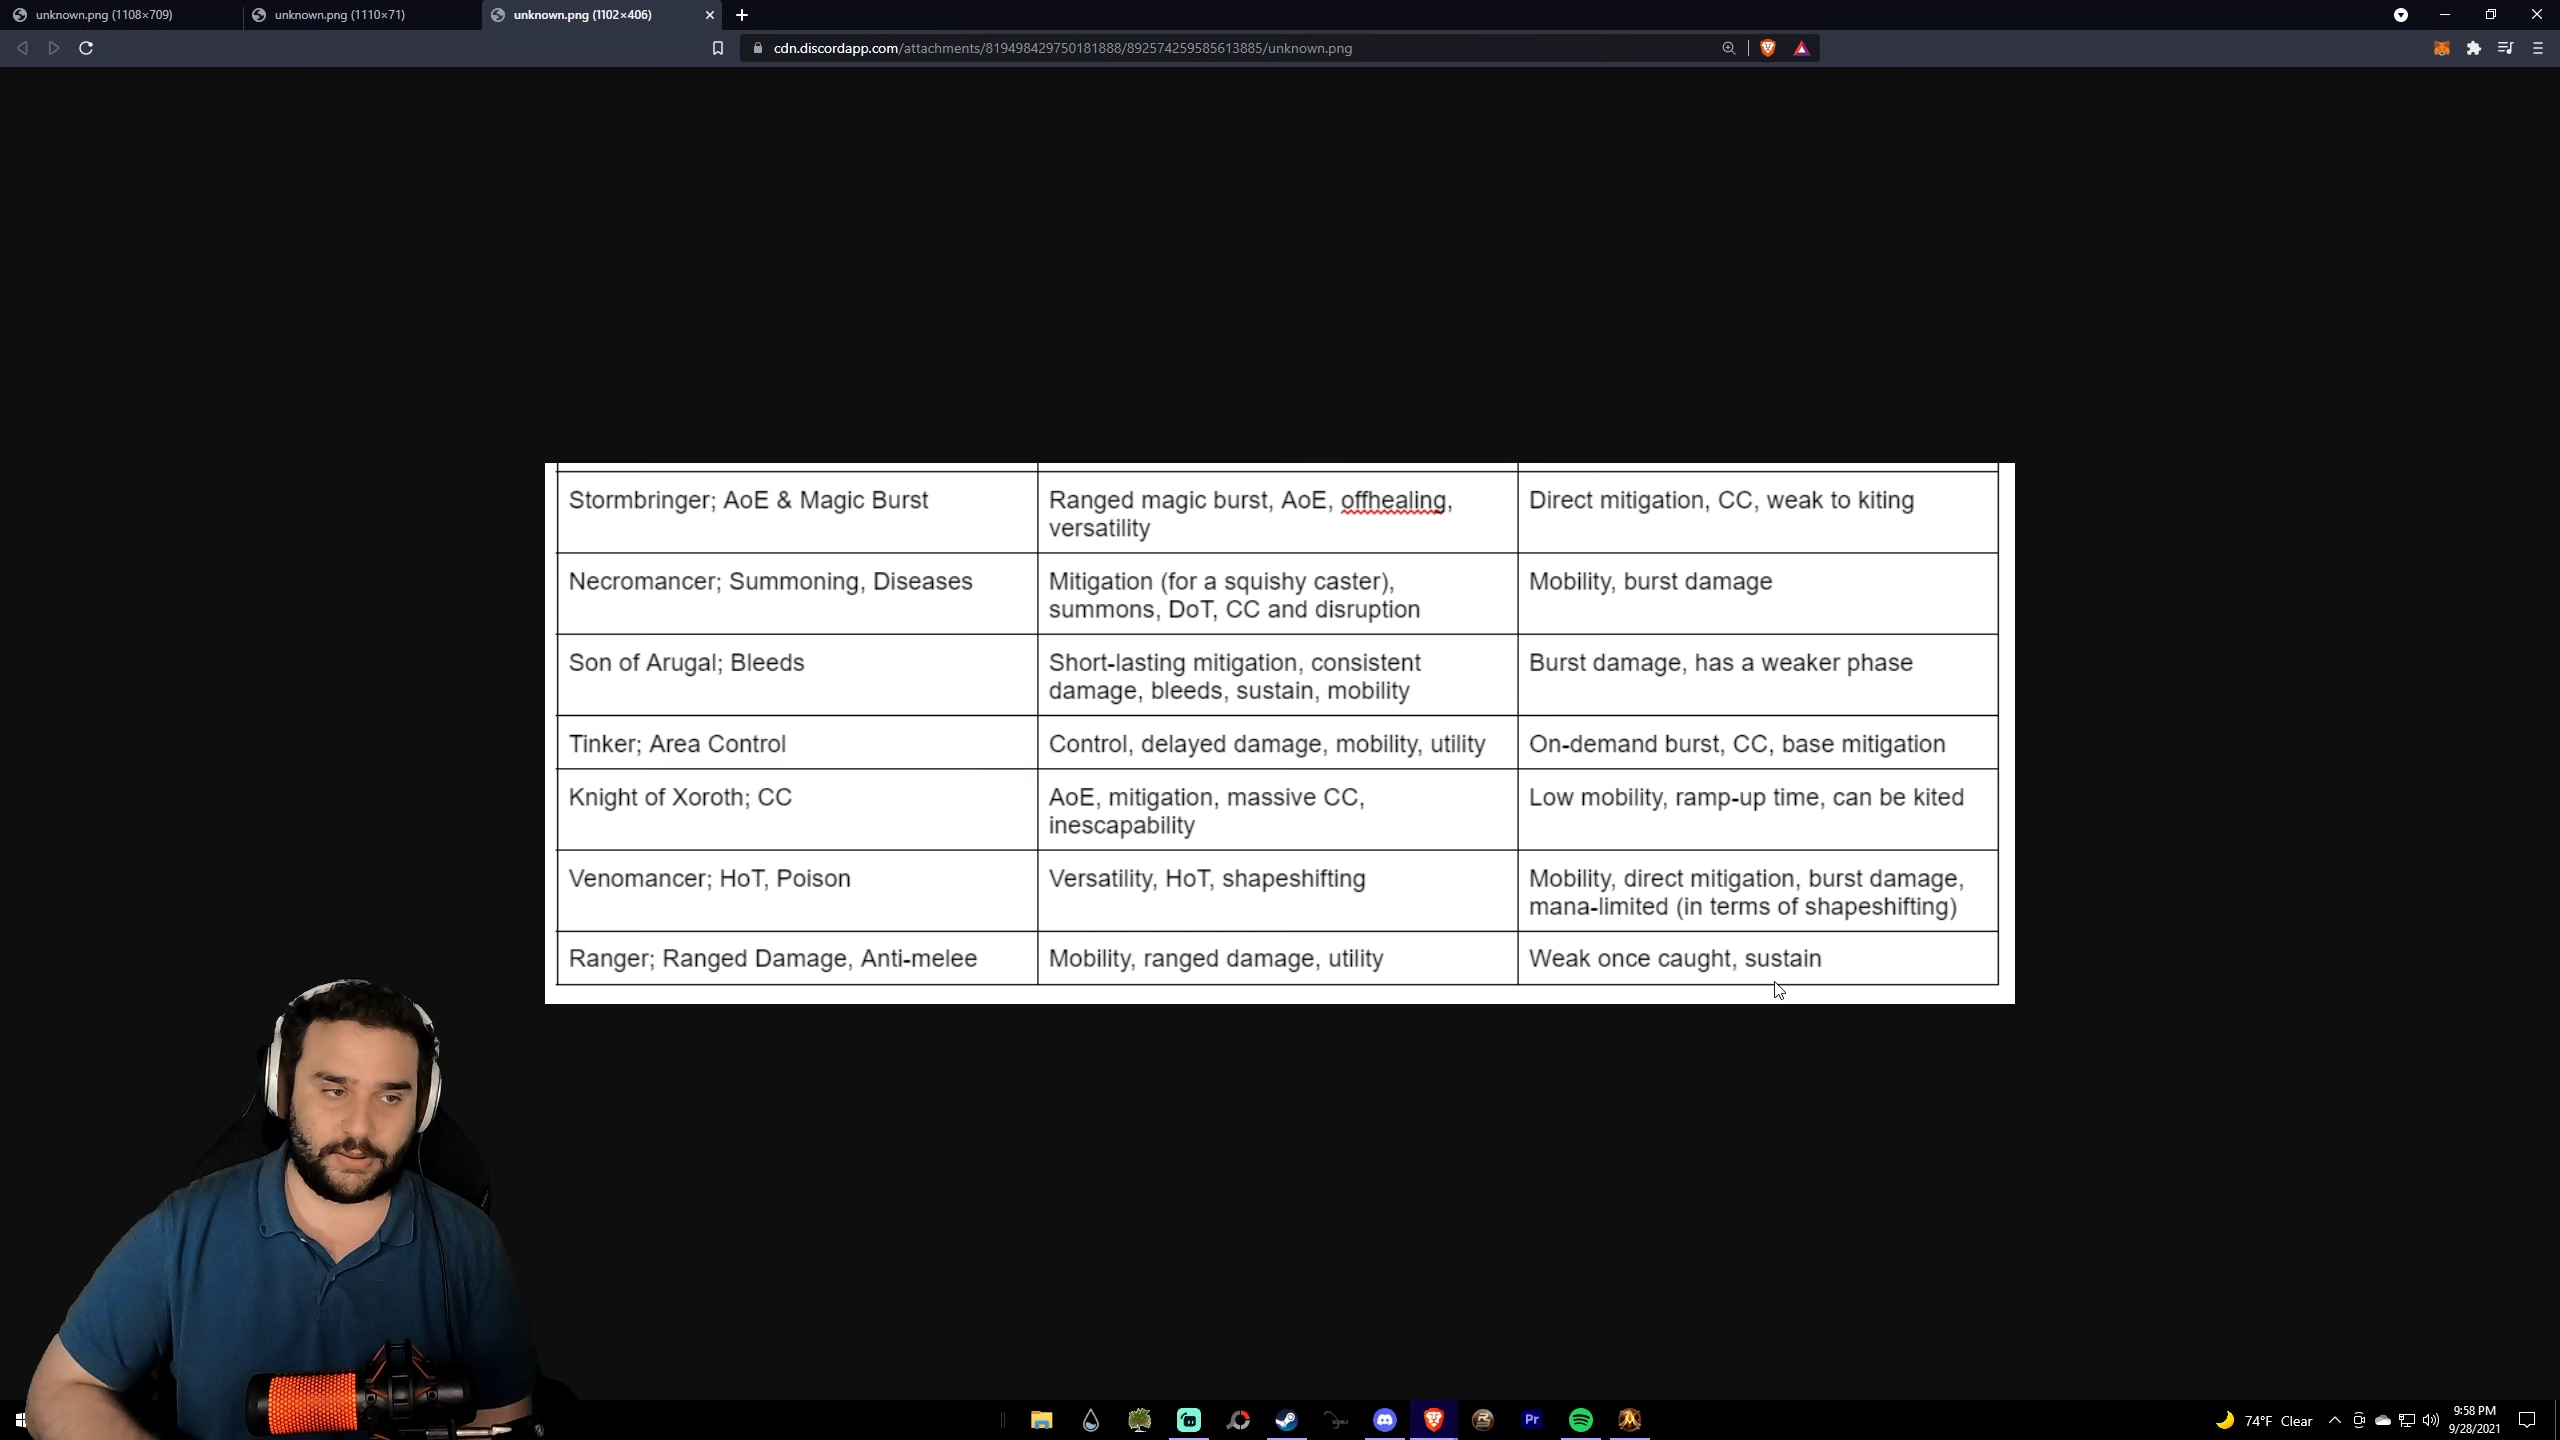 unknown.png (1108×709)
unknown.png (1110×71)
unknown.png (1102×406)
cdn.discordapp.com/attachments/819498429750181888/892574259585613885/unknown.png
Stormbringer; AoE & Magic Burst
Ranged magic burst, AoE, offhealing,
versatility
Direct mitigation, CC, weak to kiting
Necromancer; Summoning, Diseases
Mitigation (for a squishy caster),
summons, DoT, CC and disruption
Mobility, burst damage
Son of Arugal; Bleeds
Short-lasting mitigation, consistent
damage, bleeds, sustain, mobility
Burst damage, has a weaker phase
Tinker; Area Control
Control, delayed damage, mobility, utility
On-demand burst, CC, base mitigation
Knight of Xoroth; CC
AoE, mitigation, massive CC,
inescapability
Low mobility, ramp-up time, can be kited
Venomancer; HoT, Poison
Versatility, HoT, shapeshifting
Mobility, direct mitigation, burst damage,
mana-limited (in terms of shapeshifting)
Ranger; Ranged Damage, Anti-melee
Mobility, ranged damage, utility
Weak once caught, sustain
Pr
74°F Clear
9:58 PM
9/28/2021